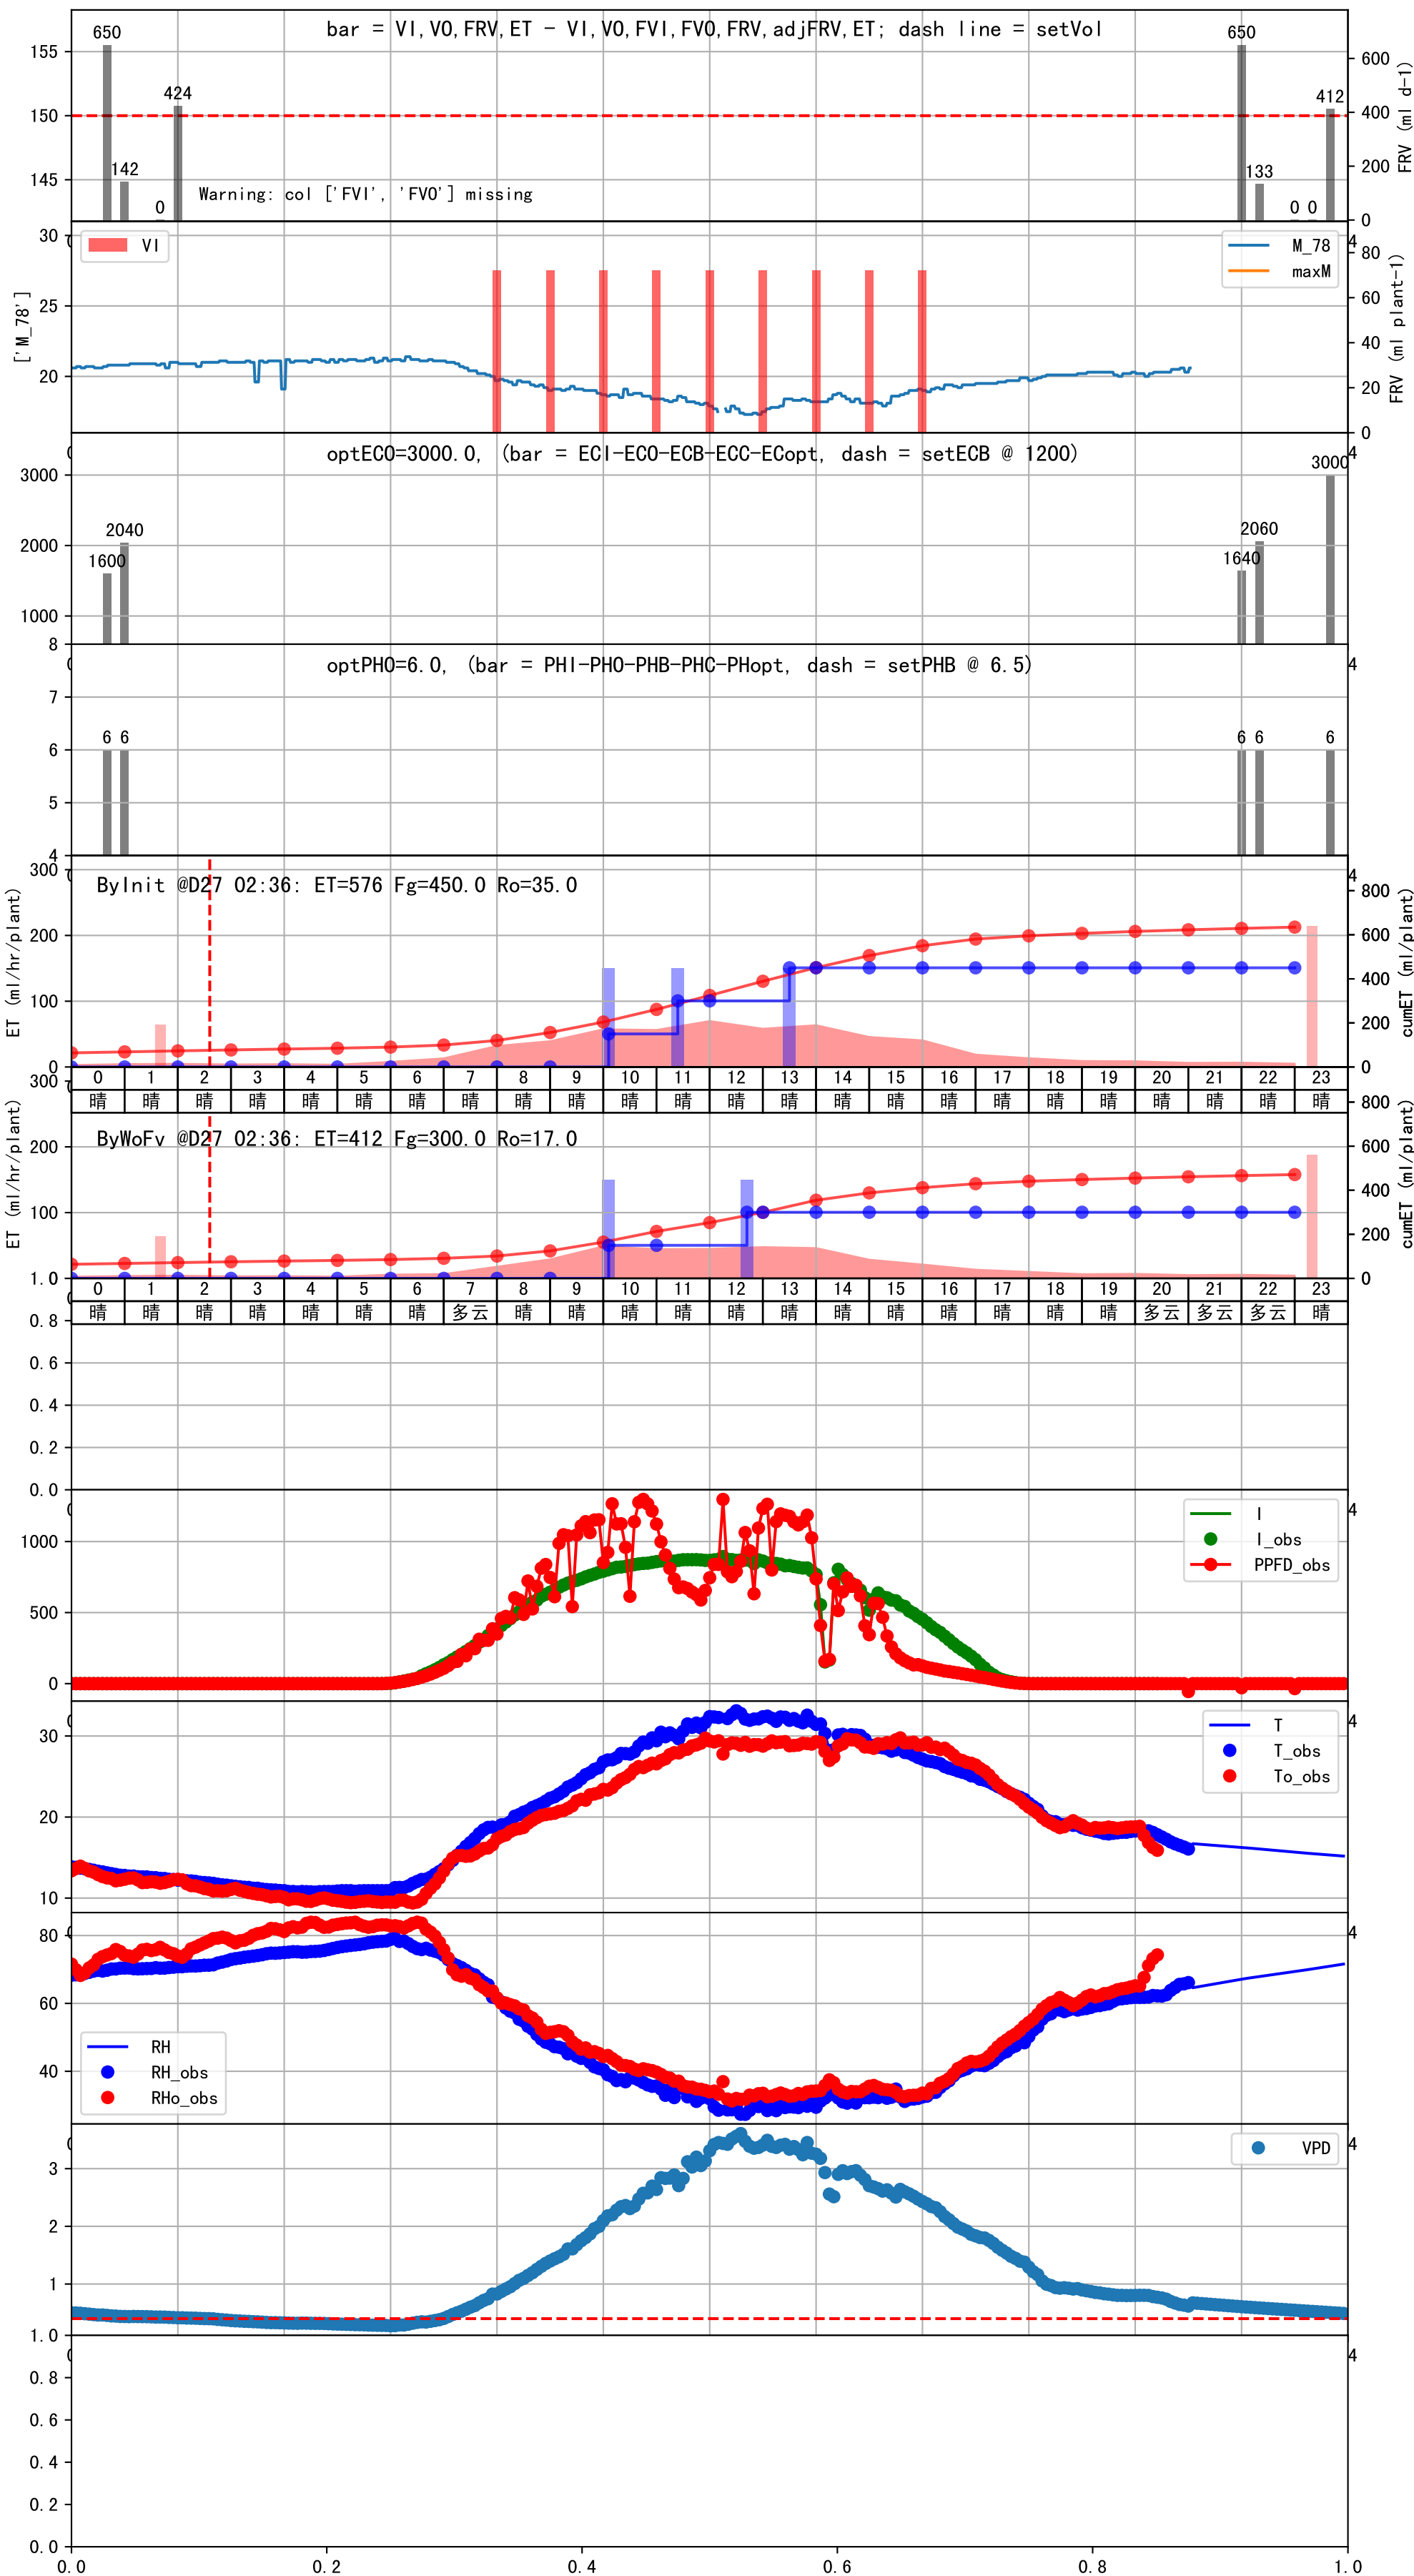 bar = VI,VO,FRV,ET - VI,VO,FVI,FVO,FRV,adjFRV,ET; dash line = setVol
650
142
0
424
650
133
0 0
412
155
150
145
600
400
200
0
FRV (ml d-1)
Warning: col ['FVI', 'FVO'] missing
VI
M_78
maxM
['M_78']
30
25
20
80
60
40
20
0
FRV (ml plant-1)
optECO=3000.0, (bar = ECI-ECO-ECB-ECC-ECopt, dash = setECB @ 1200)
3000
2000
1000
1600
2040
1640
2060
3000
optPHO=6.0, (bar = PHI-PHO-PHB-PHC-PHopt, dash = setPHB @ 6.5)
8
7
6
5
4
6 6
6 6
6
ByInit @D27 02:36: ET=576 Fg=450.0 Ro=35.0
ET (ml/hr/plant)
300
200
100
0
800
600
400
200
0
cumET (ml/plant)
0 1 2 3 4 5 6 7 8 9 10 11 12 13 14 15 16 17 18 19 20 21 22 23
晴 晴 晴 晴 晴 晴 晴 晴 晴 晴 晴 晴 晴 晴 晴 晴 晴 晴 晴 晴 晴 晴 晴 晴
ByWoFv @D27 02:36: ET=412 Fg=300.0 Ro=17.0
ET (ml/hr/plant)
300
200
100
800
600
400
200
0
cumET (ml/plant)
0 1 2 3 4 5 6 7 8 9 10 11 12 13 14 15 16 17 18 19 20 21 22 23
晴 晴 晴 晴 晴 晴 晴 多云 晴 晴 晴 晴 晴 晴 晴 晴 晴 晴 晴 晴 多云 多云 多云 晴
1.0
0.8
0.6
0.4
0.2
0.0
1000
500
0
I
I_obs
PPFD_obs
30
20
10
T
T_obs
To_obs
80
60
40
RH
RH_obs
RHo_obs
3
2
1
VPD
1.0
0.8
0.6
0.4
0.2
0.0
0.0 0.2 0.4 0.6 0.8 1.0